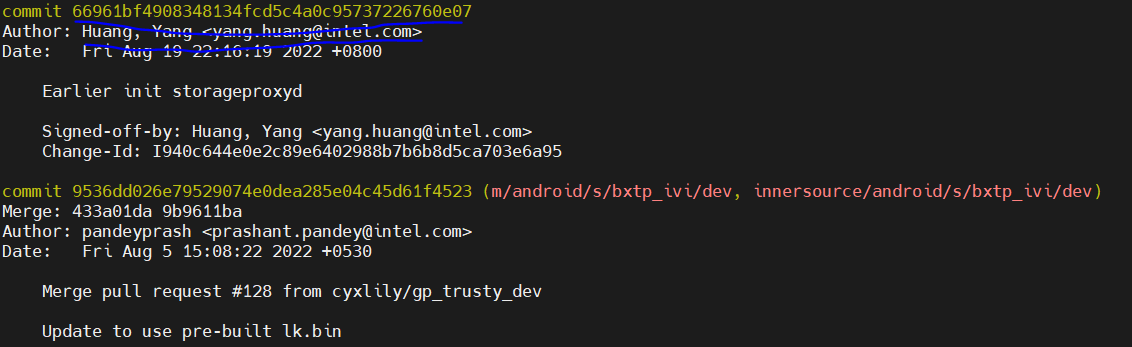 commit 66961bf4908348134fcd5c4a0c95737226760e07
Author: Huang, Yang <yang.huang@intel.com>
Date:   Fri Aug 19 22:16:19 2022 +0800
Earlier init storageproxyd
Signed-off-by: Huang, Yang <yang.huang@intel.com>
Change-Id: I940c644e0e2c89e6402988b7b6b8d5ca703e6a95
commit 9536dd026e79529074e0dea285e04c45d61f4523 (m/android/s/bxtp_ivi/dev, innersource/android/s/bxtp_ivi/dev)
Merge: 433a01da 9b9611ba
Author: pandeyprash <prashant.pandey@intel.com>
Date:   Fri Aug 5 15:08:22 2022 +0530
Merge pull request #128 from cyxlily/gp_trusty_dev
Update to use pre-built lk.bin